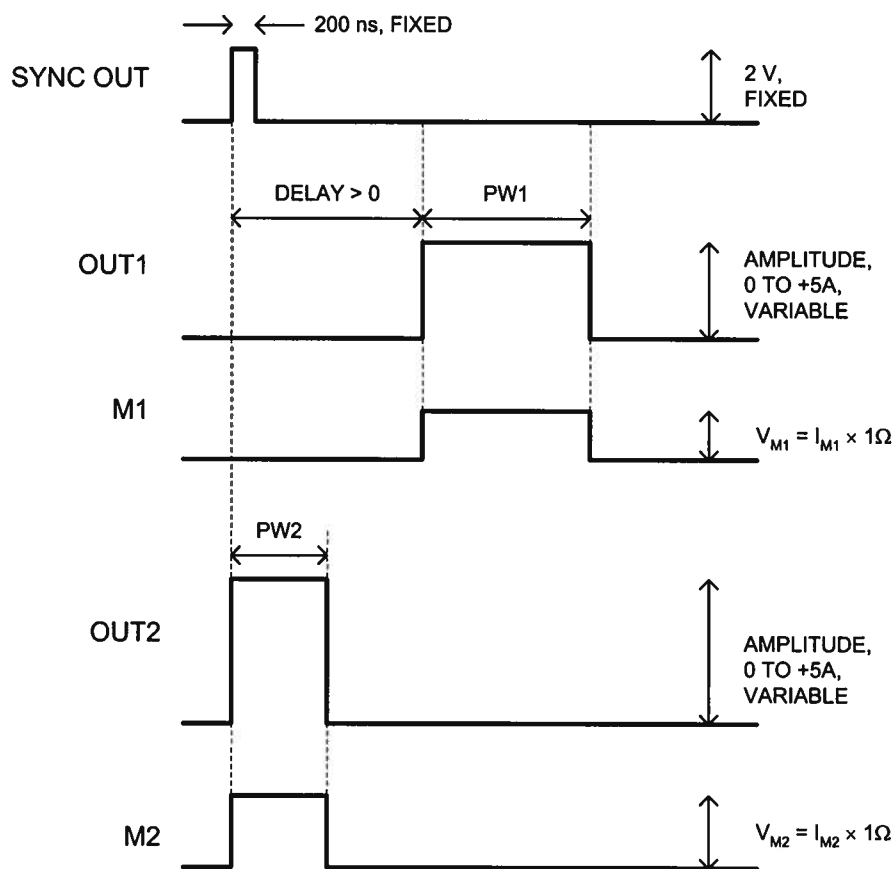 200 ns, FIXED
SYNC OUT
2 V,
FIXED
DELAY > 0
PW1
OUT1
AMPLITUDE,
0 TO +5A,
VARIABLE
M1
V_M1 = I_M1 × 1Ω
PW2
OUT2
AMPLITUDE,
0 TO +5A,
VARIABLE
M2
V_M2 = I_M2 × 1Ω